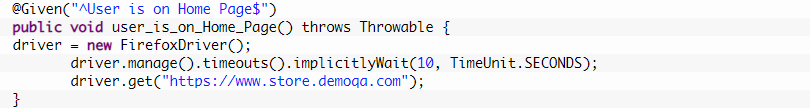 @Given("^User is on Home Page$")
public void user_is_on_Home_Page() throws Throwable {
driver = new FirefoxDriver();
driver.manage().timeouts().implicitlyWait(10, TimeUnit.SECONDS);
driver.get("https://www.store.demoqa.com");
}